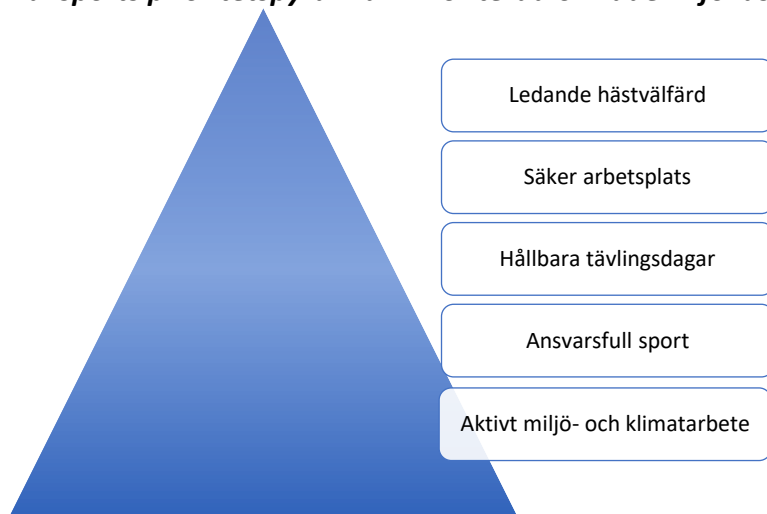 Ledande hästvälfärd
Säker arbetsplats
Hållbara tävlingsdagar
Ansvarsfull sport
Aktivt miljö- och klimatarbete